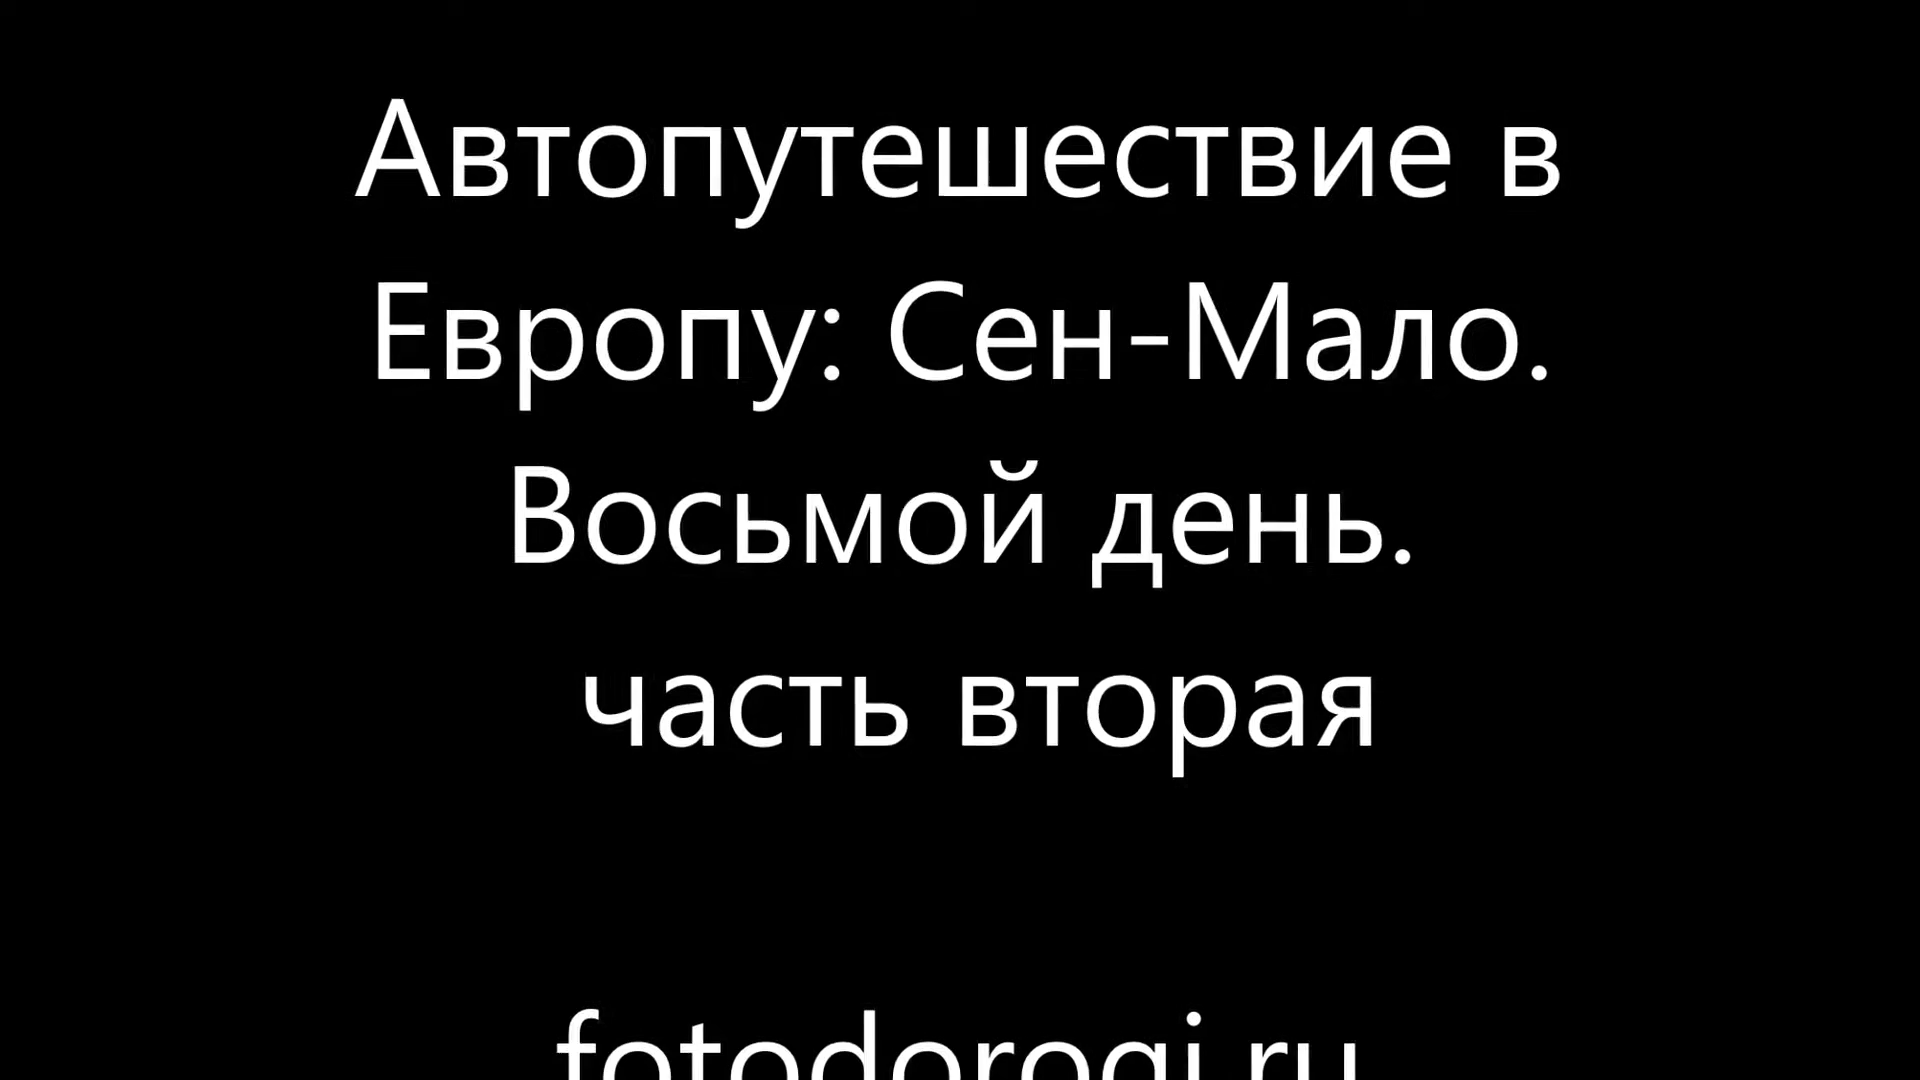 Автопутешествие в
Европу: Сен-Мало.
Восьмой день.
часть вторая
fotodorogi.ru